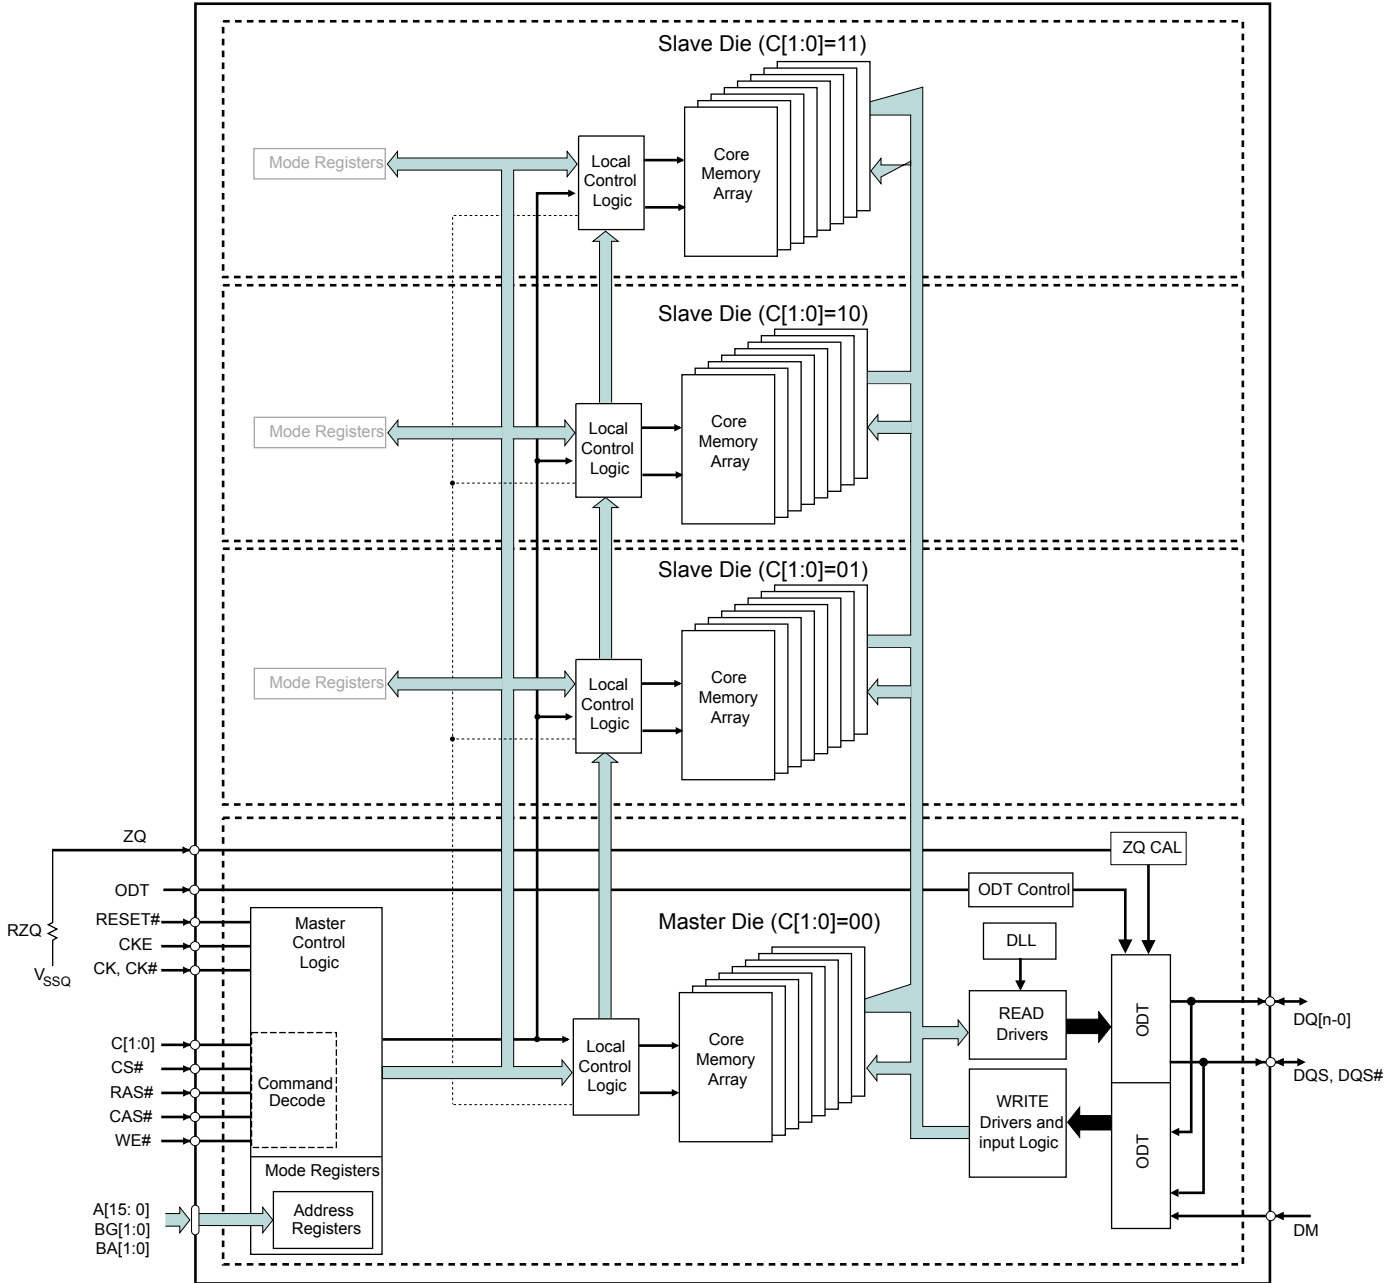 Slave Die (C[1:0]=11)
Mode Registers
Local
Control
Logic
Core
Memory
Array
Slave Die (C[1:0]=10)
Mode Registers
Local
Control
Logic
Core
Memory
Array
Slave Die (C[1:0]=01)
Mode Registers
Local
Control
Logic
Core
Memory
Array
ZQ
ZQ CAL
ODT
ODT Control
RZQ
VSSQ
RESET#
CKE
CK, CK#
Master
Control
Logic
Master Die (C[1:0]=00)
DLL
C[1:0]
CS#
RAS#
CAS#
WE#
Command
Decode
Local
Control
Logic
Core
Memory
Array
READ
Drivers
ODT
DQ[n-0]
DQS, DQS#
WRITE
Drivers and
input Logic
ODT
Mode Registers
A[15: 0]
BG[1:0]
BA[1:0]
Address
Registers
DM